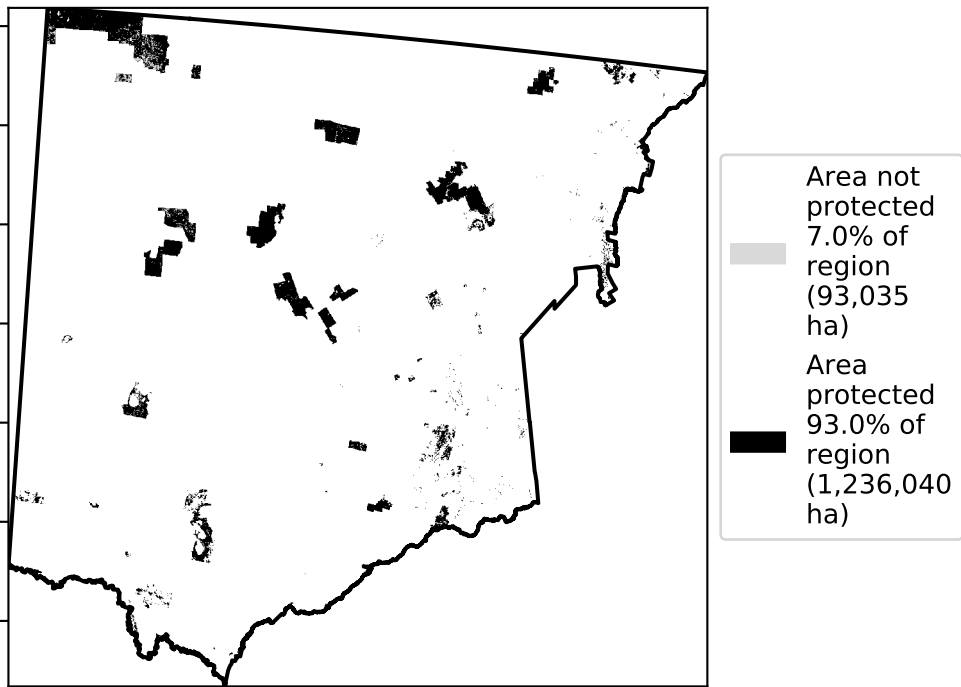 Area not
protected
7.0% of
region
(93,035
ha)
Area
protected
93.0% of
region
(1,236,040
ha)